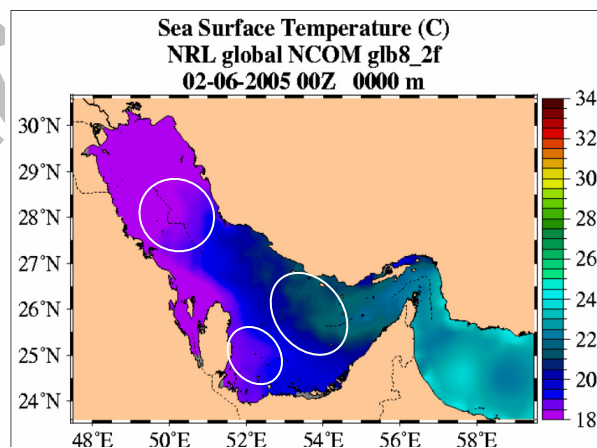 Sea Surface Temperature (C)
NRL global NCOM glb8_2f
02-06-2005 00Z 0000 m
30°N
29°N
28°N
27°N
26°N
25°N
24°N
48°E 50°E 52°E 54°E 56°E 58°E
34
32
30
28
26
24
22
20
18